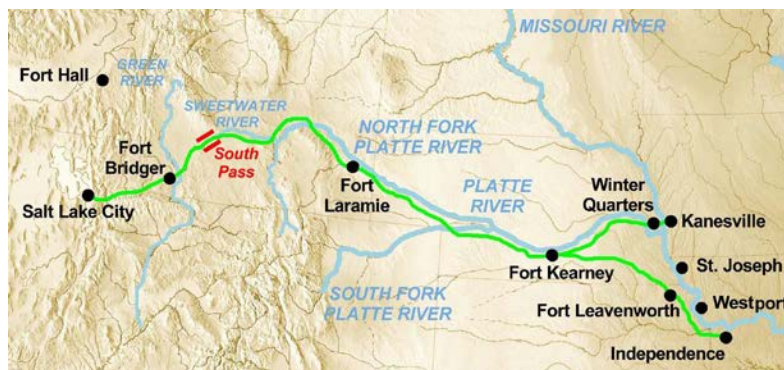 MISSOURI RIVER
Fort Hall
GREEN
RIVER
SWEETWATER
RIVER
South
Pass
Fort
Bridger
Salt Lake City
NORTH FORK
PLATTE RIVER
Fort
Laramie
PLATTE
RIVER
Winter
Quarters
Kanesville
St. Joseph
Fort Kearney
SOUTH FORK
PLATTE RIVER
Fort Leavenworth
Westport
Independence